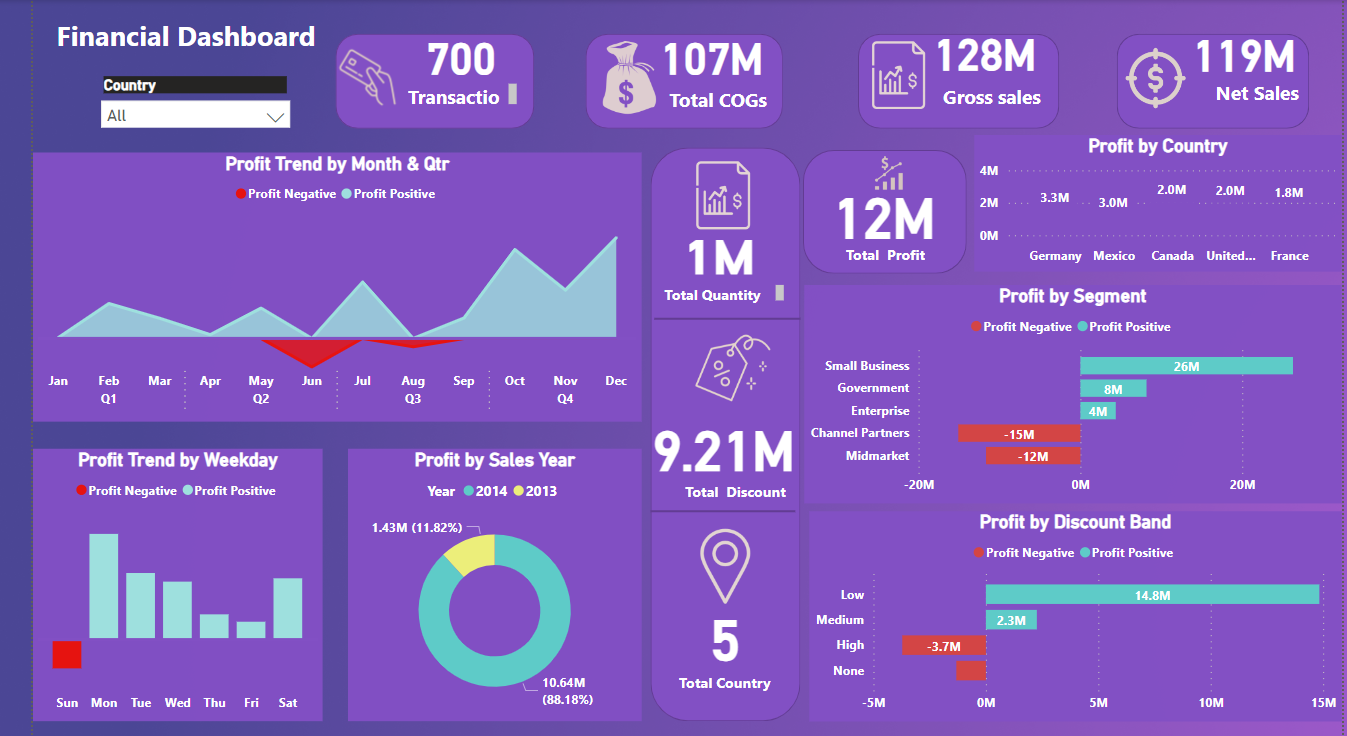 Financial Dashboard
Country
All
700
Transactio
107M
Total COGs
128M
Gross sales
119M
Net Sales
Profit Trend by Month & Qtr
Profit Negative Profit Positive
Jan Feb Mar Apr May Jun Jul Aug Sep Oct Nov Dec
Q1 Q2 Q3 Q4
1M
Total Quantity
9.21M
Total Discount
5
Total Country
12M
Total Profit
Profit by Country
4M
2M
0M
3.3M 3.0M 2.0M 2.0M 1.8M
Germany Mexico Canada United... France
Profit by Segment
Profit Negative Profit Positive
Small Business 26M
Government 8M
Enterprise 4M
Channel Partners -15M
Midmarket -12M
-20M 0M 20M
Profit Trend by Weekday
Profit Negative Profit Positive
Sun Mon Tue Wed Thu Fri Sat
Profit by Sales Year
Year 2014 2013
1.43M (11.82%)
10.64M
(88.18%)
Profit by Discount Band
Profit Negative Profit Positive
Low 14.8M
Medium 2.3M
High -3.7M
None
-5M 0M 5M 10M 15M
$
$
$
$
$
%
$